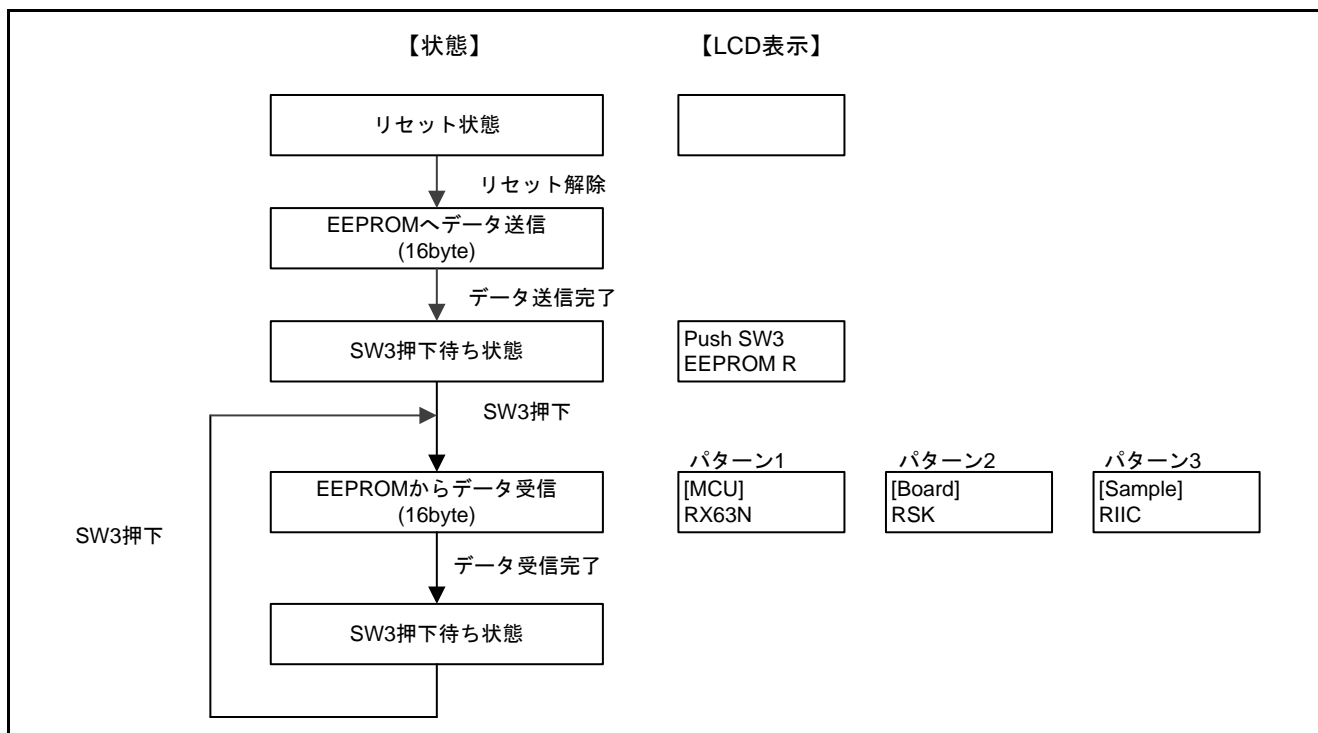 【状態】
【LCD表示】
リセット状態
リセット解除
EEPROMへデータ送信
(16byte)
データ送信完了
SW3押下待ち状態
Push SW3
EEPROM R
SW3押下
パターン1
パターン2
パターン3
EEPROMからデータ受信
(16byte)
[MCU]
RX63N
[Board]
RSK
[Sample]
RIIC
SW3押下
データ受信完了
SW3押下待ち状態